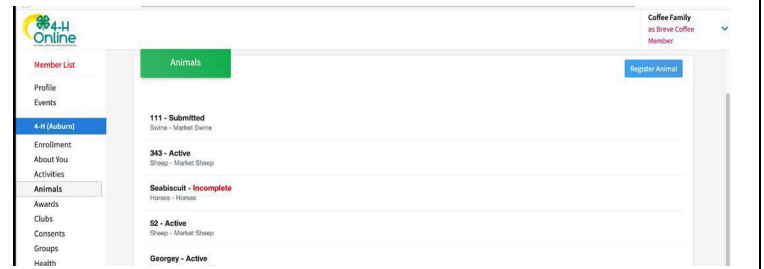 4-H
Online
Coffee Family
as Breve Coffee
Member
Member List
Profile
Events
4-H (Auburn)
Enrollment
About You
Activities
Animals
Awards
Clubs
Consents
Groups
Health
Animals
Register Animal
111 - Submitted
Swine - Market Swine
343 - Active
Sheep - Market Sheep
Seabiscuit - Incomplete
Horses - Horses
52 - Active
Sheep - Market Sheep
Georgey - Active